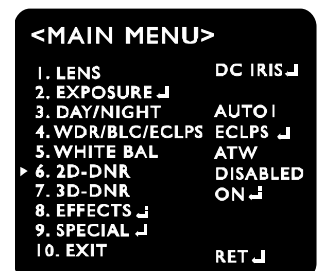 <MAIN MENU>
1. LENS DC IRIS↵
2. EXPOSURE ↵
3. DAY/NIGHT AUTO1
4. WDR/BLC/ECLPS ECLPS ↵
5. WHITE BAL ATW
▸ 6. 2D-DNR DISABLED
7. 3D-DNR ON↵
8. EFFECTS ↵
9. SPECIAL ↵
10. EXIT RET↵